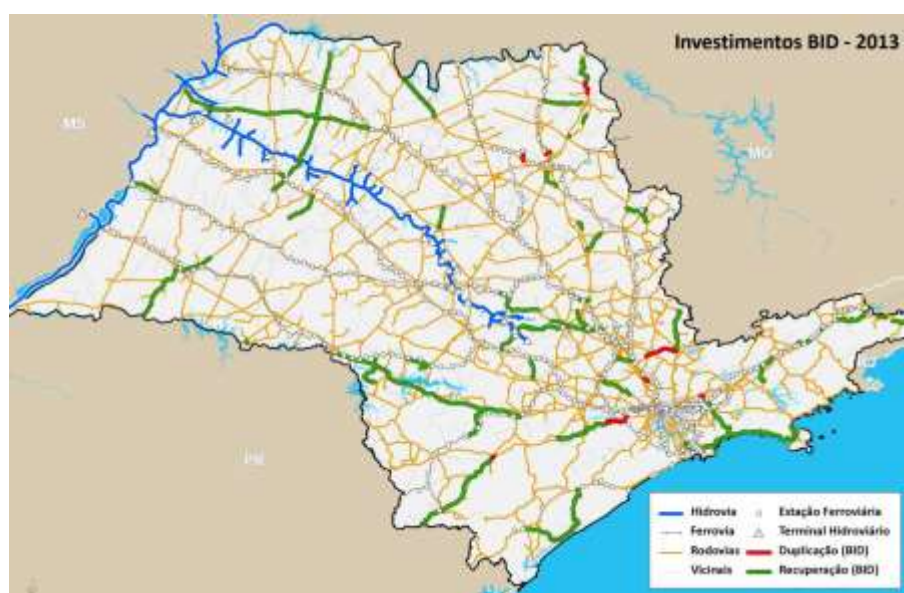 Investimentos BID - 2013
MS
MG
PR
Hidrovia
Ferrovia
Rodovias
Vicinais
Estação Ferroviária
Terminal Hidroviário
Duplicação (BID)
Recuperação (BID)